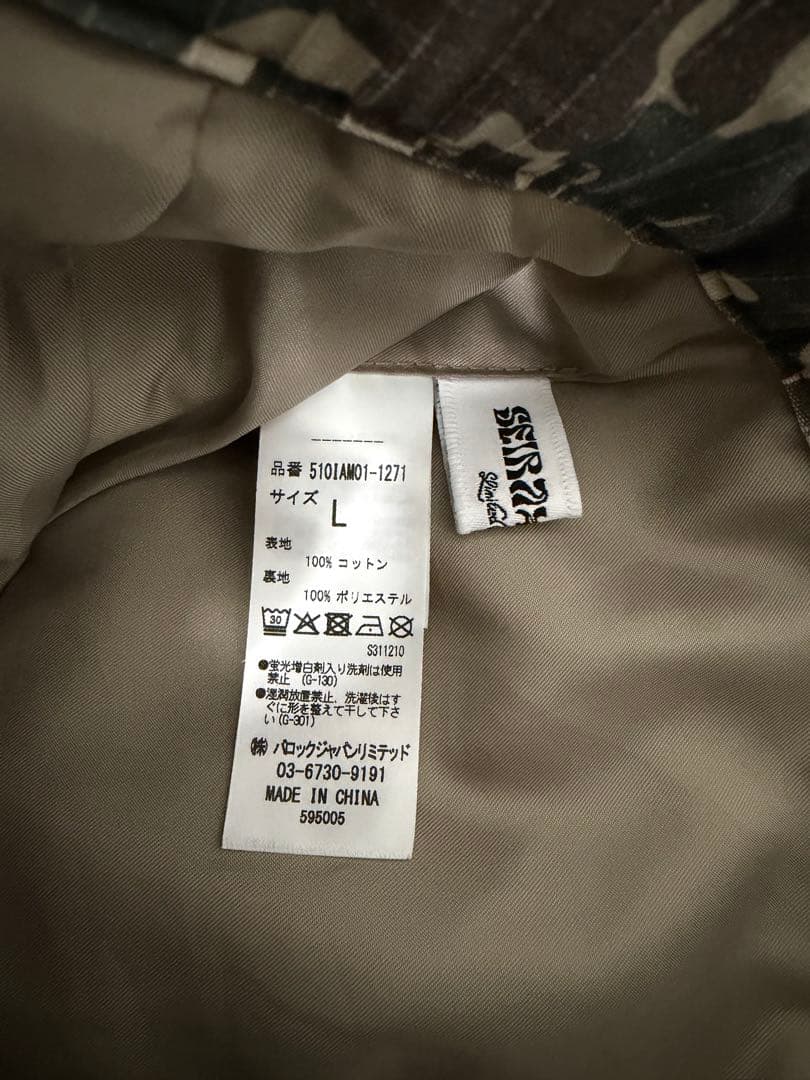 -------
品番 510IAM01-1271
サイズ
L
表地
100% コットン
裏地
100% ポリエステル
30
S311210
●蛍光増白剤入り洗剤は使用
禁止 (G-130)
●湿潤放置禁止、洗濯後はす
ぐに形を整えて干して下さ
い(G-301)
(株) バロックジャパンリミテッド
03-6730-9191
MADE IN CHINA
595005
Limited